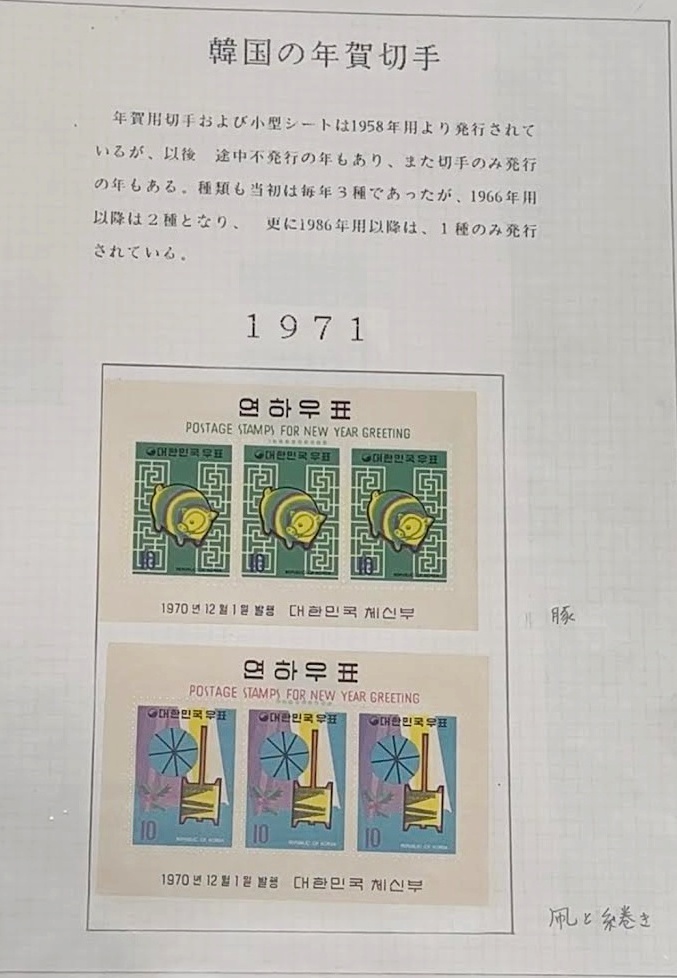 韓国の年賀切手
年賀用切手および小型シートは1958年用より発行されて
いるが、以後　途中不発行の年もあり、また切手のみ発行
の年もある。種類も当初は毎年3種であったが、1966年用
以降は2種となり、　更に1986年用以降は、1種のみ発行
されている。
1971
연하우표
POSTAGE STAMPS FOR NEW YEAR GREETING
대한민국우표 대한민국우표 대한민국우표
10 10 10
1970년 12월 1일 발행 대한민국 체신부
豚
연하우표
POSTAGE STAMPS FOR NEW YEAR GREETING
대한민국우표 대한민국우표 대한민국우표
10 10 10
REPUBLIC OF KOREA REPUBLIC OF KOREA REPUBLIC OF KOREA
1970년 12월 1일 발행 대한민국 체신부
凧と糸巻き